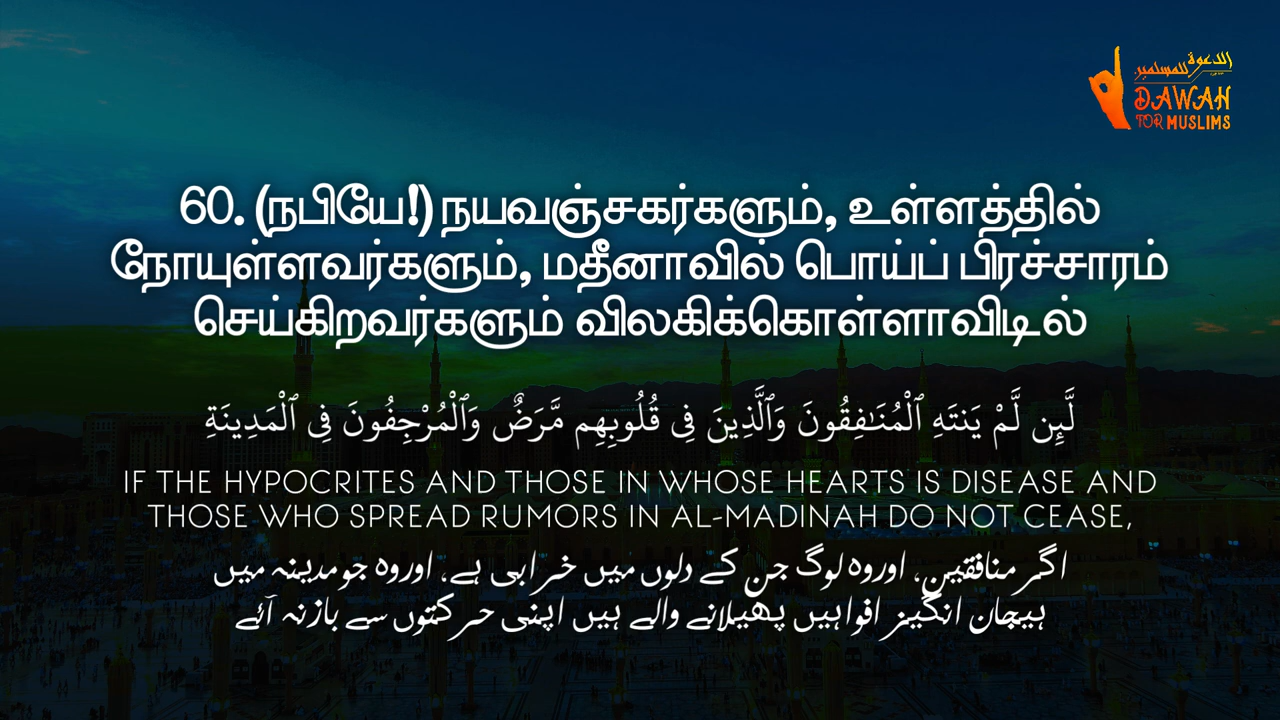 الدعوة للمسلمين
DAWAH
FOR MUSLIMS
60. (நபியே!) நயவஞ்சகர்களும், உள்ளத்தில்
நோயுள்ளவர்களும், மதீனாவில் பொய்ப் பிரச்சாரம்
செய்கிறவர்களும் விலகிக்கொள்ளாவிடில்
لَّئِن لَّمْ يَنتَهِ ٱلْمُنَـٰفِقُونَ وَٱلَّذِينَ فِى قُلُوبِهِم مَّرَضٌ وَٱلْمُرْجِفُونَ فِى ٱلْمَدِينَةِ
IF THE HYPOCRITES AND THOSE IN WHOSE HEARTS IS DISEASE AND
THOSE WHO SPREAD RUMORS IN AL-MADINAH DO NOT CEASE,
اگر منافقین، اور وہ لوگ جن کے دلوں میں خرابی ہے، اور وہ جو مدینہ میں
ہیجان انگیز افواہیں پھیلانے والے ہیں اپنی حرکتوں سے باز نہ آئے